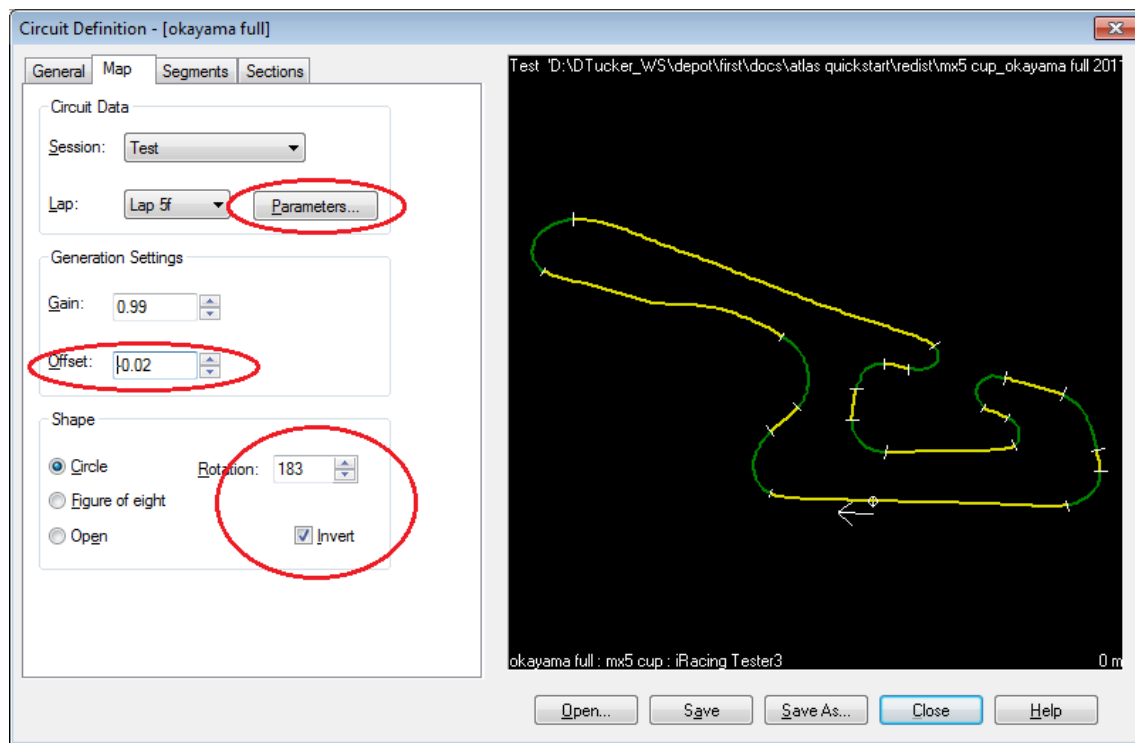 Circuit Definition - [okayama full]
General Map Segments Sections
Circuit Data
Session: Test
Lap: Lap 5f Parameters...
Generation Settings
Gain: 0.99
Offset: -0.02
Shape
Circle Rotation: 183
Figure of eight
Open Invert
Test 'D:\DTucker_WS\depot\first\docs\atlas quickstart\redist\mx5 cup_okayama full 2011
okayama full : mx5 cup : iRacing Tester3 0 m
Open... Save Save As... Close Help